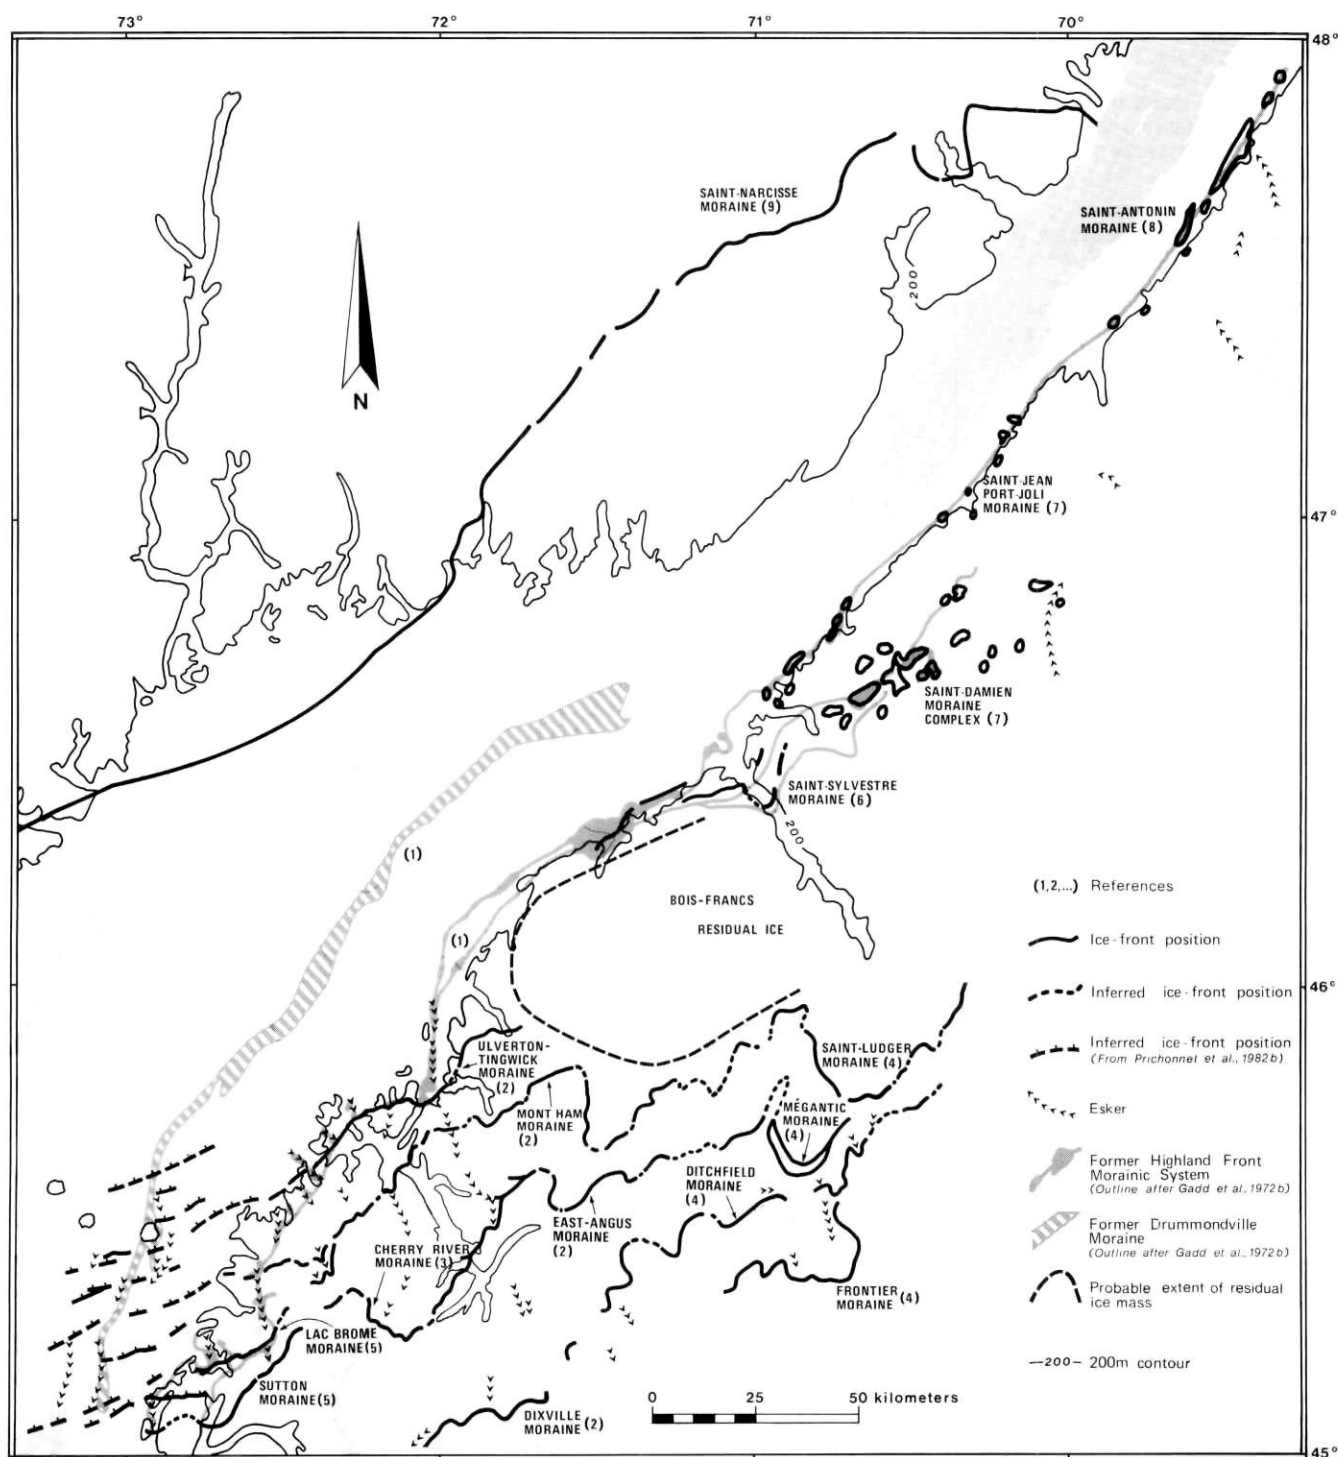 73°
72°
71°
70°
48°
SAINT-NARCISSE
MORAINE (9)
SAINT-ANTONIN
MORAINE (8)
200
N
SAINT-JEAN
PORT-JOLI
MORAINE (7)
47°
SAINT-DAMIEN
MORAINE
COMPLEX (7)
SAINT-SYLVESTRE
MORAINE (6)
200
(1)
BOIS-FRANCS
RESIDUAL ICE
(1)
46°
ULVERTON-
TINGWICK
MORAINE
(2)
SAINT-LUDGER
MORAINE (4)
MONT HAM
MORAINE
(2)
MÉGANTIC
MORAINE
(4)
DITCHFIELD
MORAINE
(4)
EAST-ANGUS
MORAINE
(2)
CHERRY RIVER
MORAINE (3)
FRONTIER
MORAINE (4)
LAC BROME
MORAINE (5)
SUTTON
MORAINE (5)
DIXVILLE
MORAINE (2)
(1,2,...) References
Ice-front position
Inferred ice-front position
Inferred ice-front position
(From Prichonnet et al., 1982b)
Esker
Former Highland Front
Morainic System
(Outline after Gadd et al., 1972b)
Former Drummondville
Moraine
(Outline after Gadd et al., 1972b)
Probable extent of residual
ice mass
—200— 200m contour
0 25 50 kilometers
45°